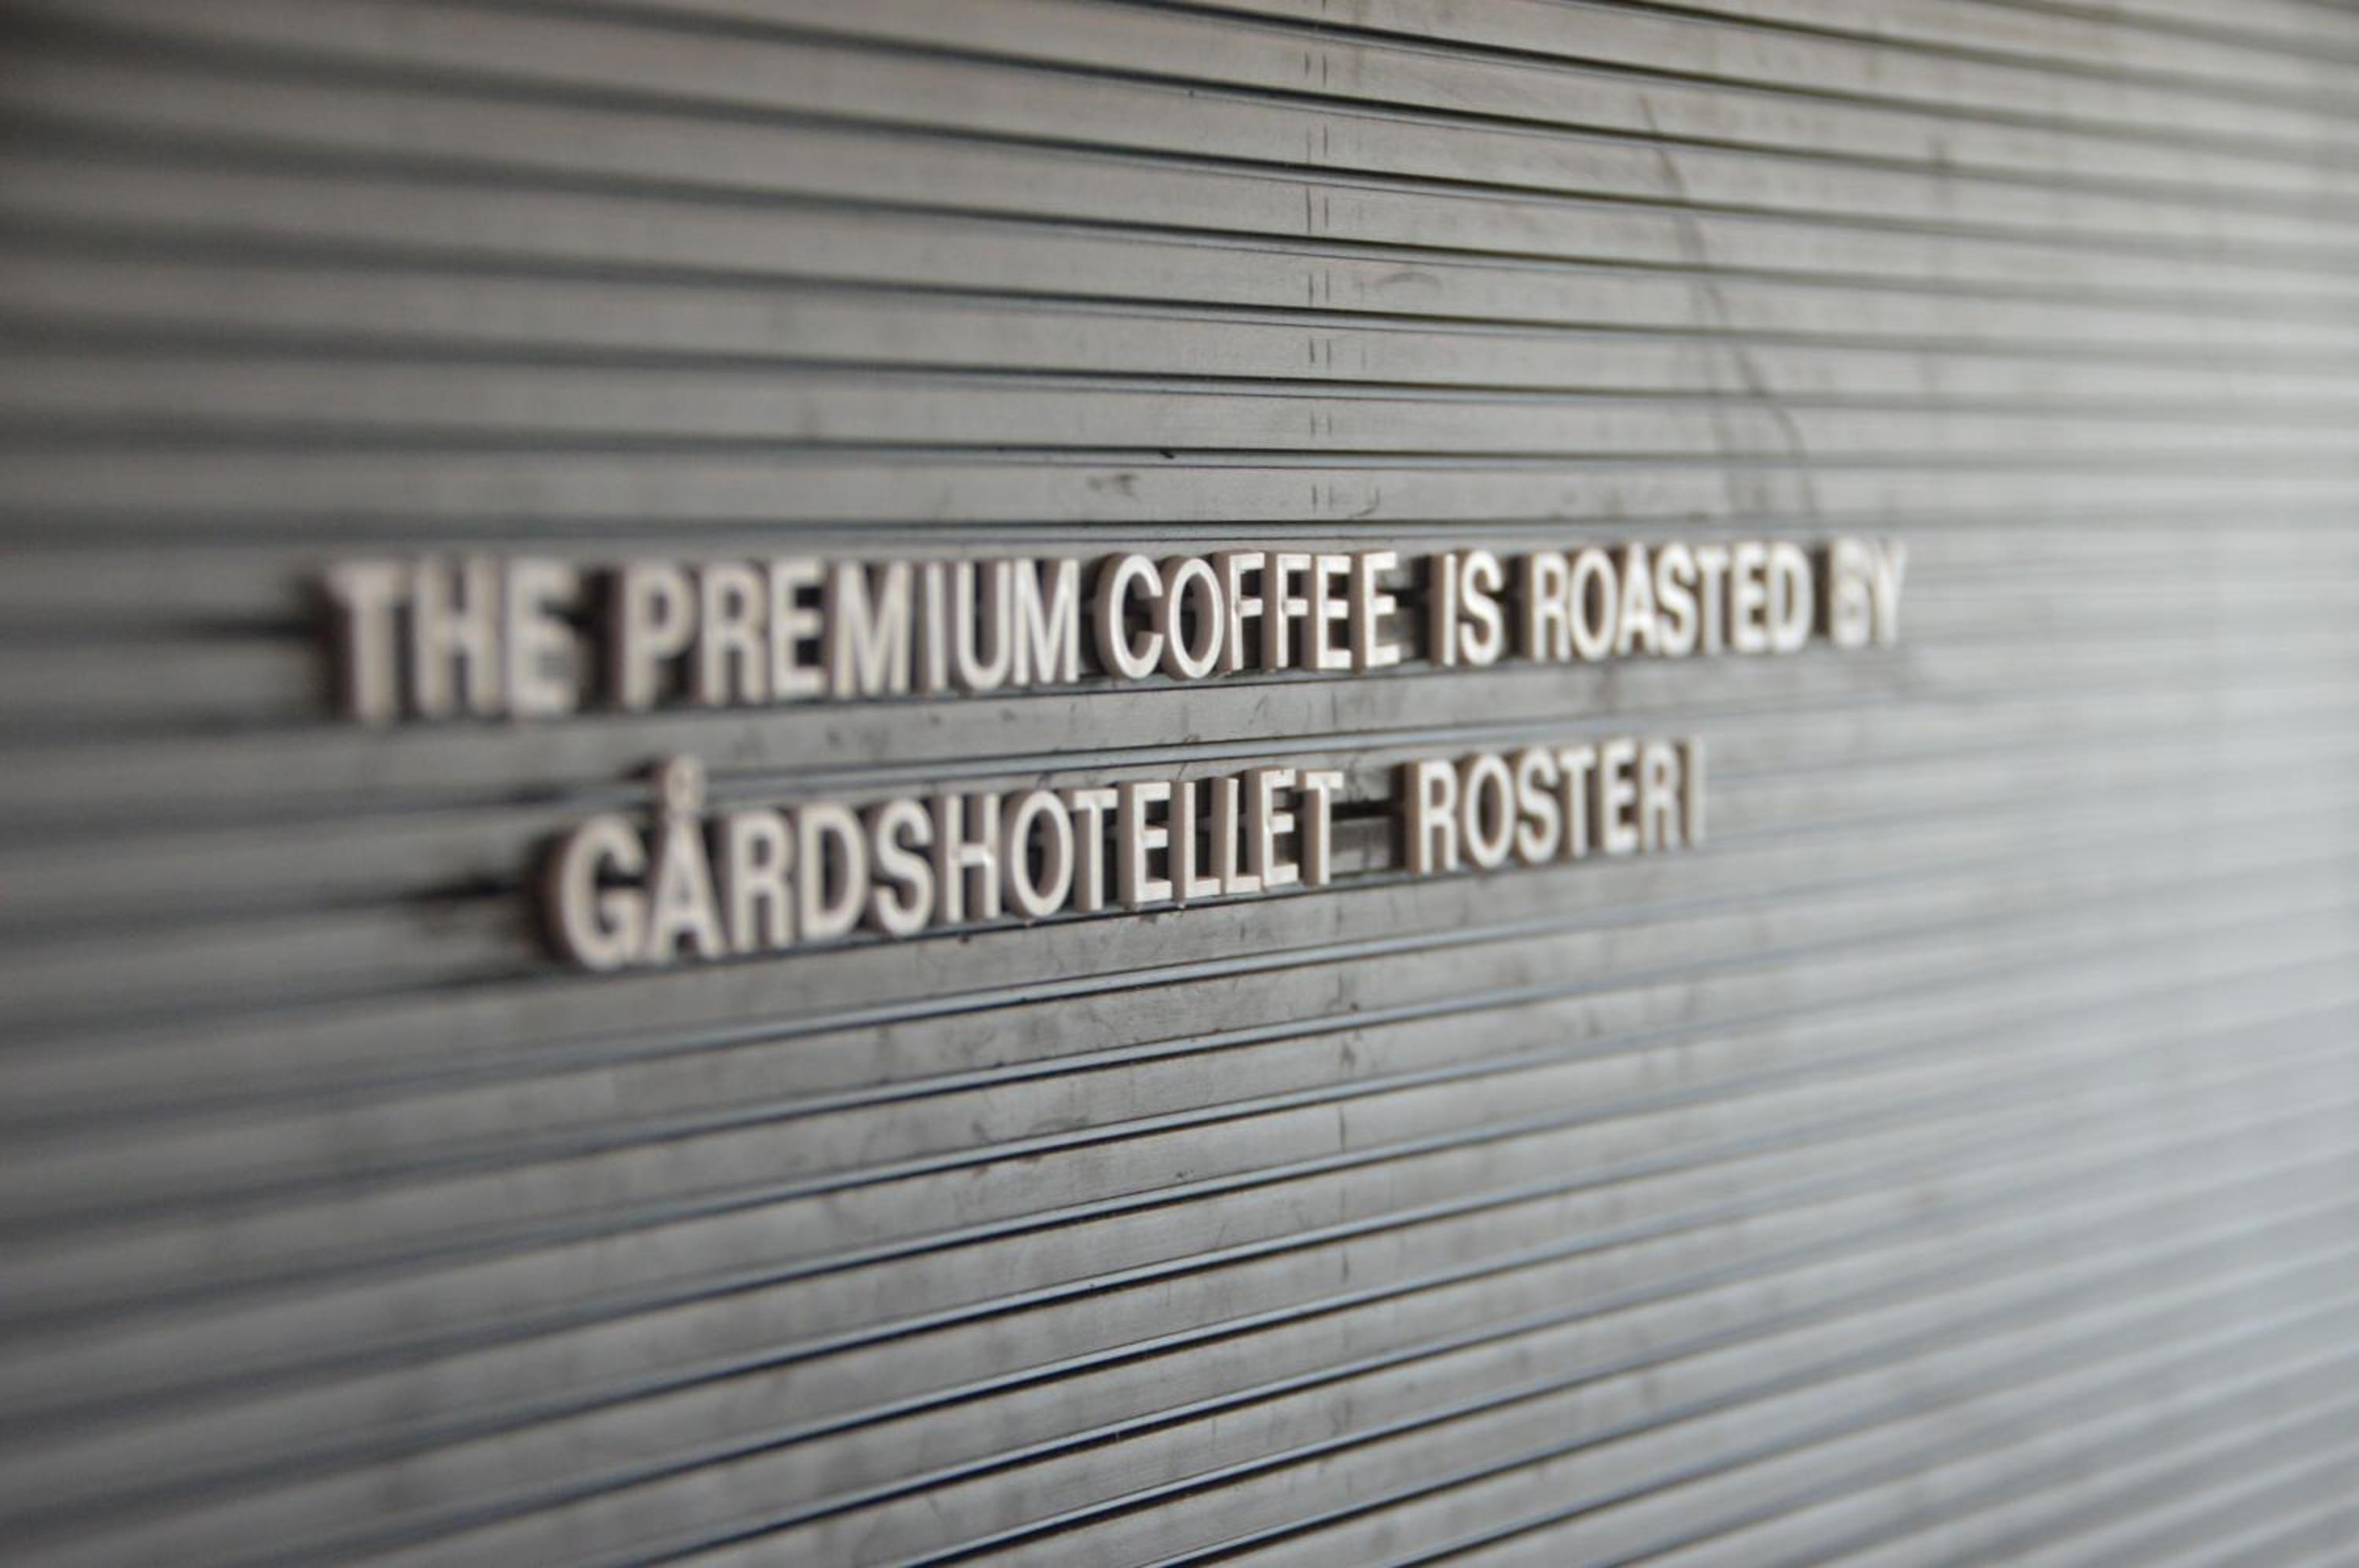 THE PREMIUM COFFEE IS ROASTED BY
GÅRDSHOTELLET ROSTERI